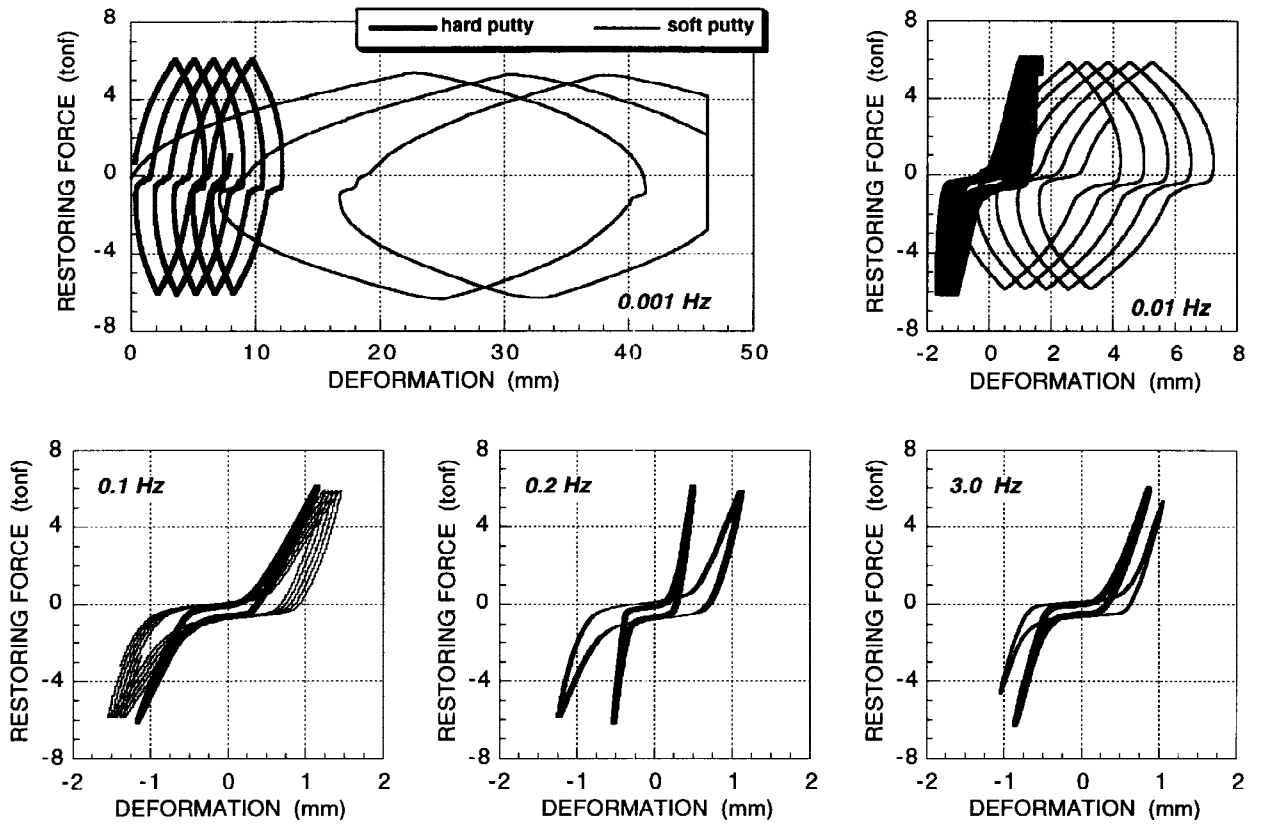 hard putty soft putty
RESTORING FORCE (tonf)
8
4
0
-4
-8
0.001 Hz
0 10 20 30 40 50
DEFORMATION (mm)
RESTORING FORCE (tonf)
8
4
0
-4
-8
0.01 Hz
-2 0 2 4 6 8
DEFORMATION (mm)
RESTORING FORCE (tonf)
8
4
0
-4
-8
0.1 Hz
-2 -1 0 1 2
DEFORMATION (mm)
RESTORING FORCE (tonf)
8
4
0
-4
-8
0.2 Hz
-2 -1 0 1 2
DEFORMATION (mm)
RESTORING FORCE (tonf)
8
4
0
-4
-8
3.0 Hz
-2 -1 0 1 2
DEFORMATION (mm)